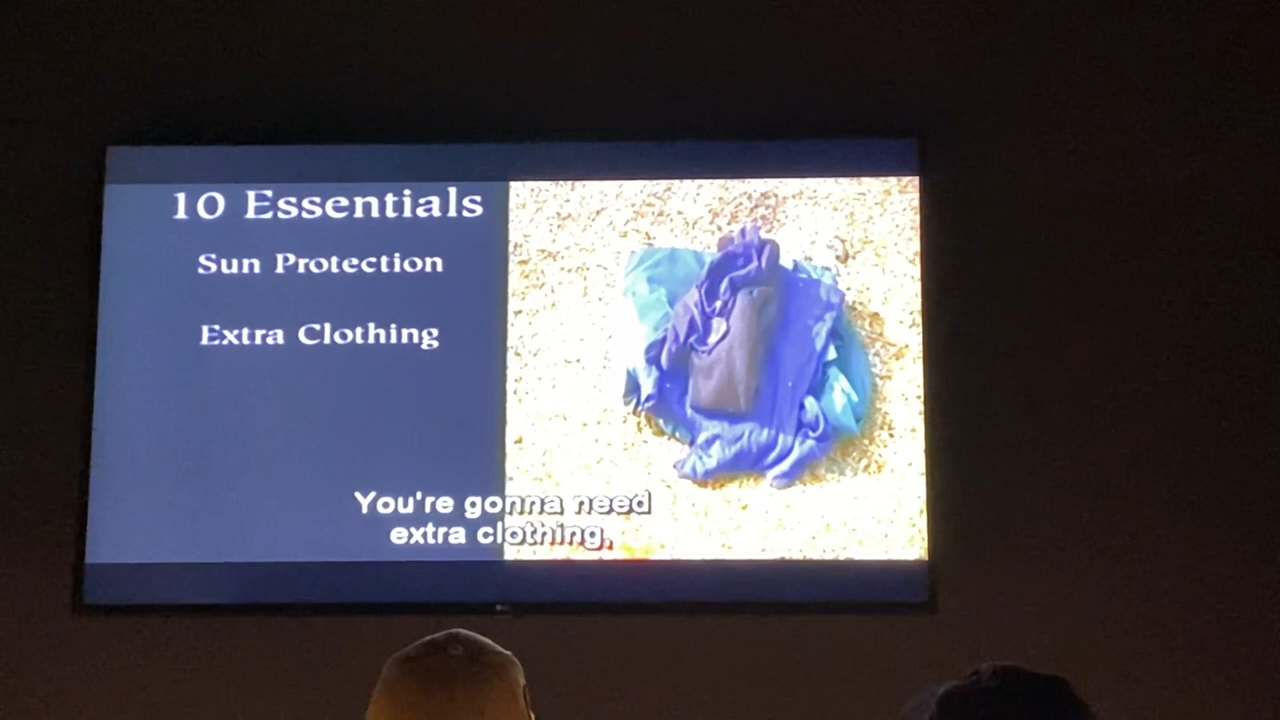 10 Essentials
Sun Protection
Extra Clothing
You're gonna need
extra clothing,